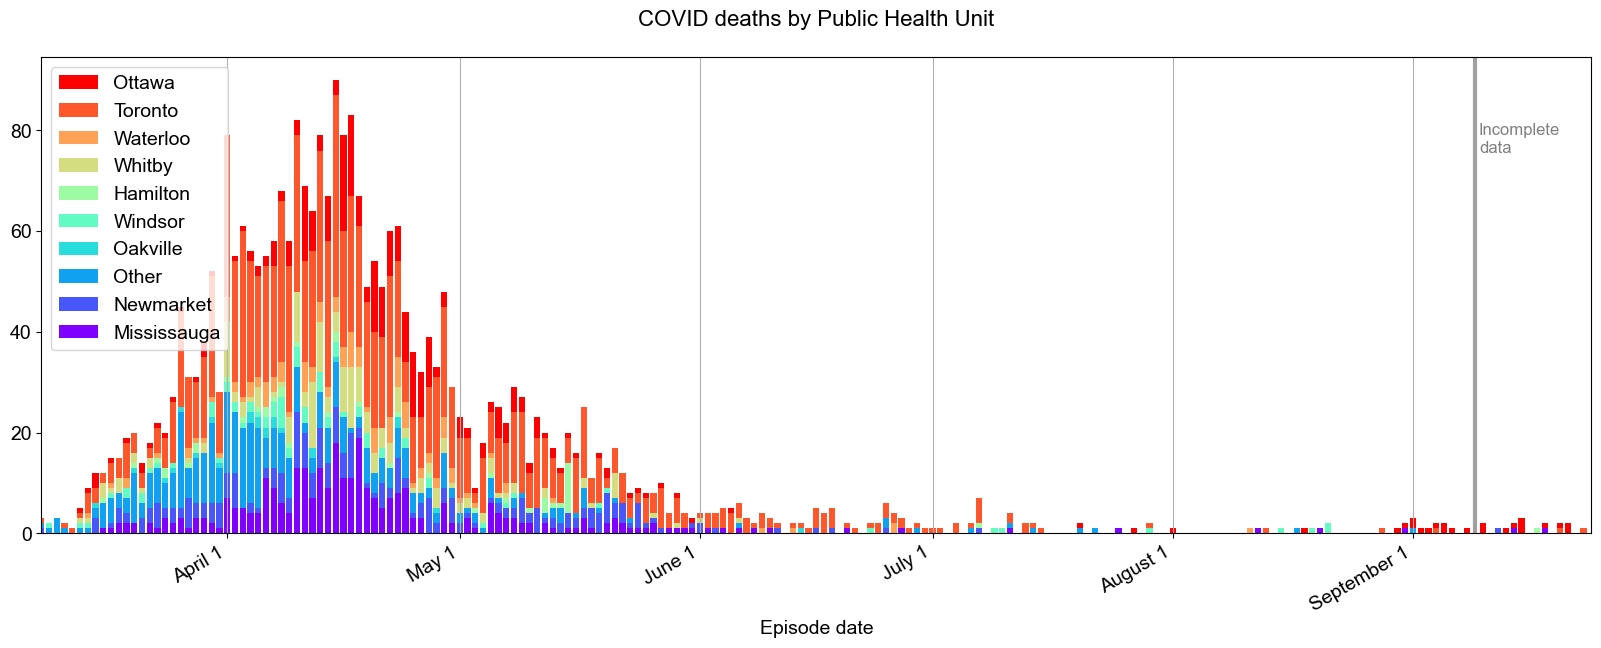 COVID deaths by Public Health Unit
Ottawa
Toronto
Waterloo
Whitby
Hamilton
Windsor
Oakville
Other
Newmarket
Mississauga
Incomplete
data
80
60
40
20
0
April 1
May 1
June 1
July 1
August 1
September 1
Episode date